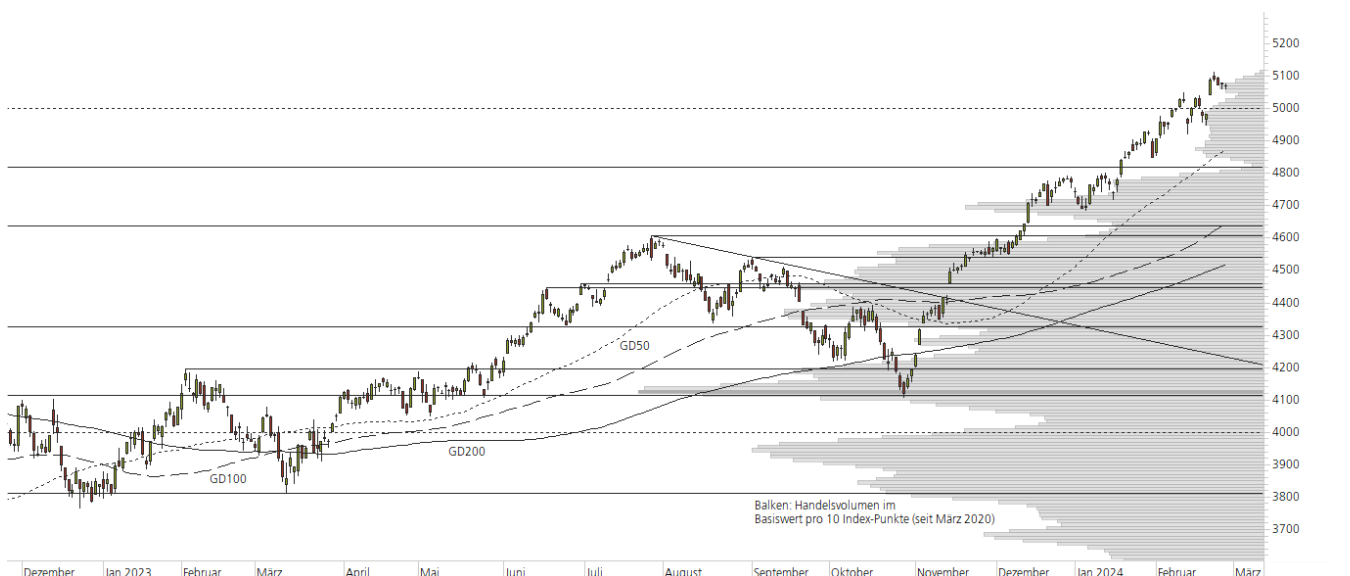 5200
5100
5000
4900
4800
4700
4600
4500
4400
4300
4200
4100
4000
3900
3800
3700
GD50
GD200
GD100
Balken: Handelsvolumen im
Basiswert pro 10 Index-Punkte (seit März 2020)
Dezember Jan 2023 Februar März April Mai Juni Juli August September Oktober November Dezember Jan 2024 Februar März